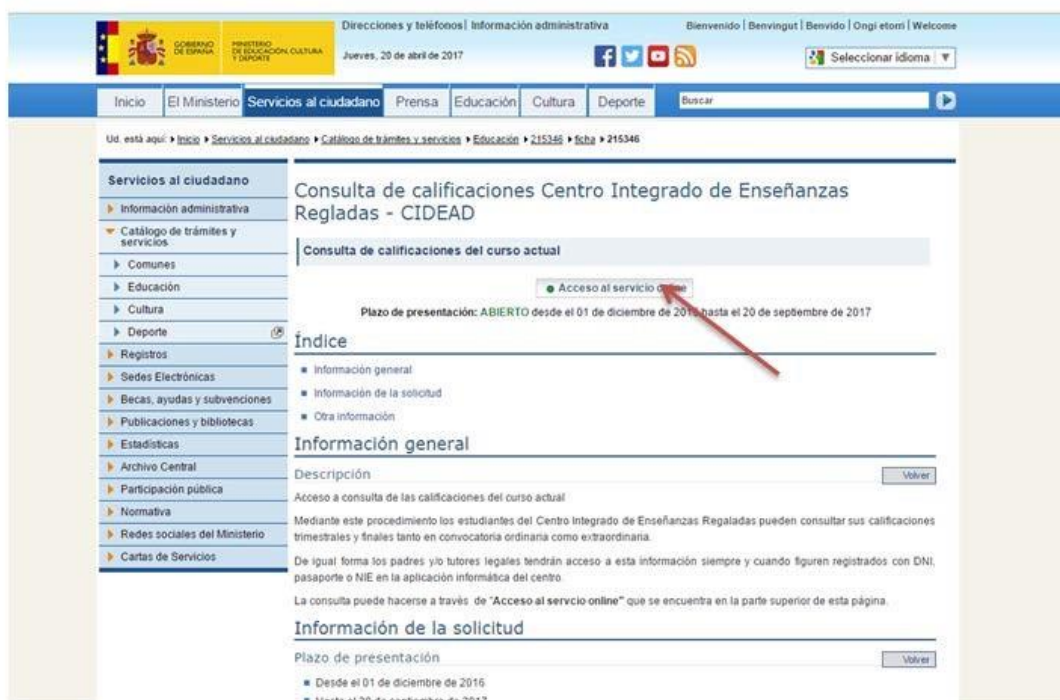 Direcciones y teléfonos| Información administrativa
Bienvenido | Benvingut | Benvido | Ongi etorri | Welcome
GOBIERNO DE ESPAÑA
MINISTERIO DE EDUCACIÓN, CULTURA Y DEPORTE
Jueves, 20 de abril de 2017
Seleccionar idioma
Inicio El Ministerio Servicios al ciudadano Prensa Educación Cultura Deporte Buscar
Ud. está aquí: Inicio Servicios al ciudadano Catálogo de trámites y servicios Educación 215346 ficha 215346
Servicios al ciudadano
Información administrativa
Catálogo de trámites y
servicios
Comunes
Educación
Cultura
Deporte
Registros
Sedes Electrónicas
Becas, ayudas y subvenciones
Publicaciones y bibliotecas
Estadísticas
Archivo Central
Participación pública
Normativa
Redes sociales del Ministerio
Cartas de Servicios
Consulta de calificaciones Centro Integrado de Enseñanzas
Regladas - CIDEAD
Consulta de calificaciones del curso actual
Acceso al servicio online
Plazo de presentación: ABIERTO desde el 01 de diciembre de 2016 hasta el 20 de septiembre de 2017
Índice
Información general
Información de la solicitud
Otra información
Información general
Descripción
Volver
Acceso a consulta de las calificaciones del curso actual
Mediante este procedimiento los estudiantes del Centro Integrado de Enseñanzas Regaladas pueden consultar sus calificaciones
trimestrales y finales tanto en convocatoria ordinaria como extraordinaria.
De igual forma los padres y/o tutores legales tendrán acceso a esta información siempre y cuando figuren registrados con DNI,
pasaporte o NIE en la aplicación informática del centro.
La consulta puede hacerse a través de "Acceso al servcio online" que se encuentra en la parte superior de esta página.
Información de la solicitud
Plazo de presentación
Volver
Desde el 01 de diciembre de 2016
Hasta el 20 de septiembre de 2017